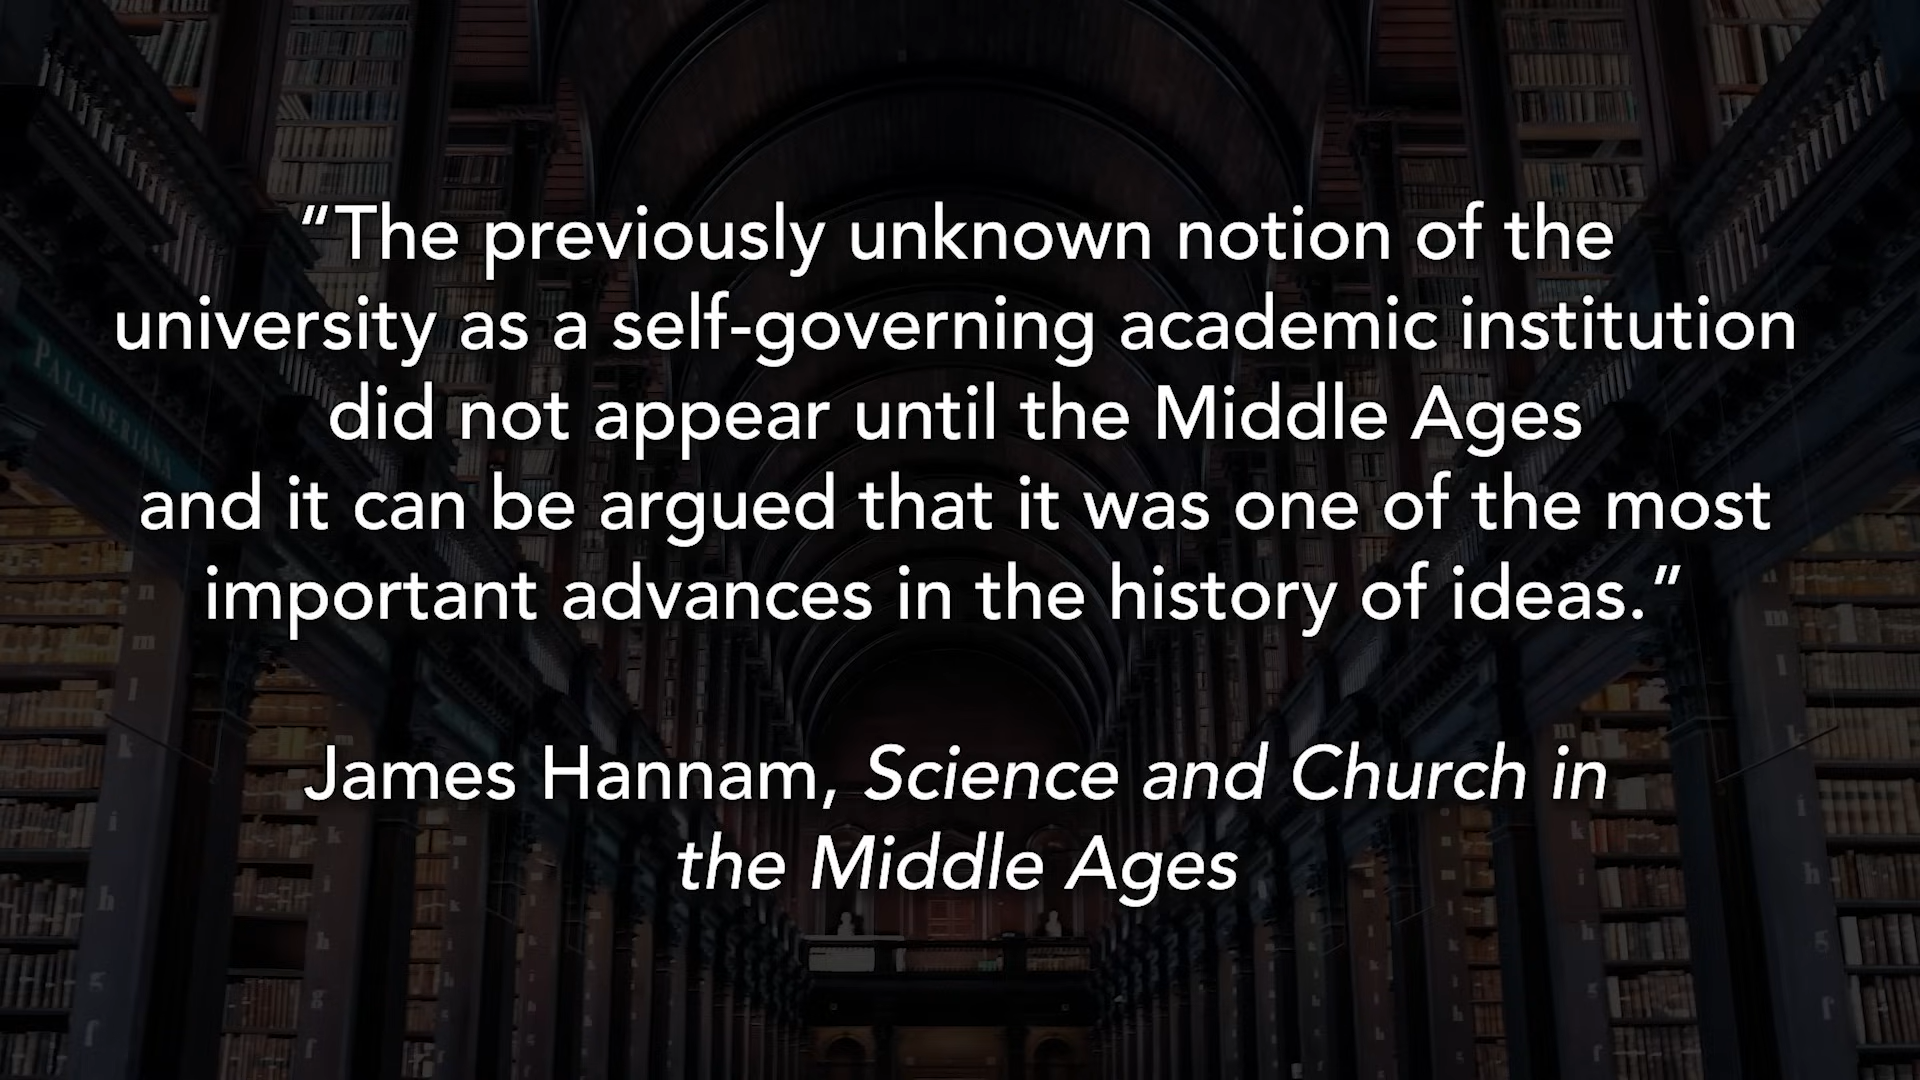 “The previously unknown notion of the
university as a self-governing academic institution
did not appear until the Middle Ages
and it can be argued that it was one of the most
important advances in the history of ideas.”
James Hannam, Science and Church in
the Middle Ages
PALLISERIANA